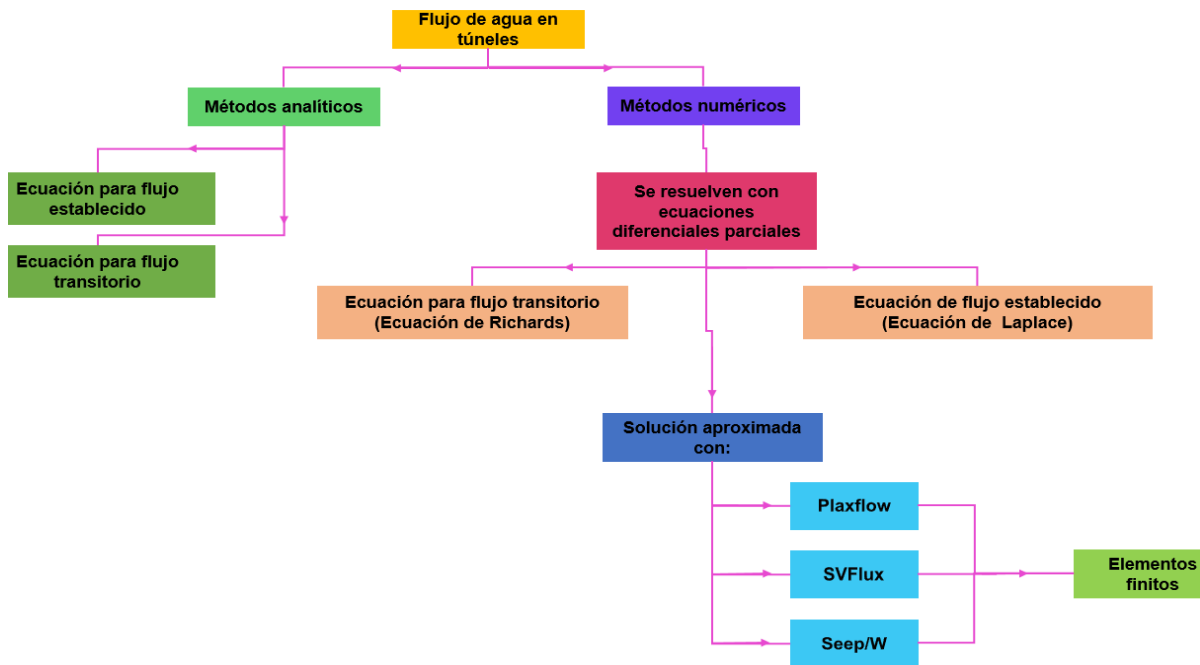 Flujo de agua en
túneles
Métodos analíticos
Métodos numéricos
Ecuación para flujo
establecido
Ecuación para flujo
transitorio
Se resuelven con
ecuaciones
diferenciales parciales
Ecuación para flujo transitorio
(Ecuación de Richards)
Ecuación de flujo establecido
(Ecuación de Laplace)
Solución aproximada
con:
Plaxflow
SVFlux
Seep/W
Elementos
finitos